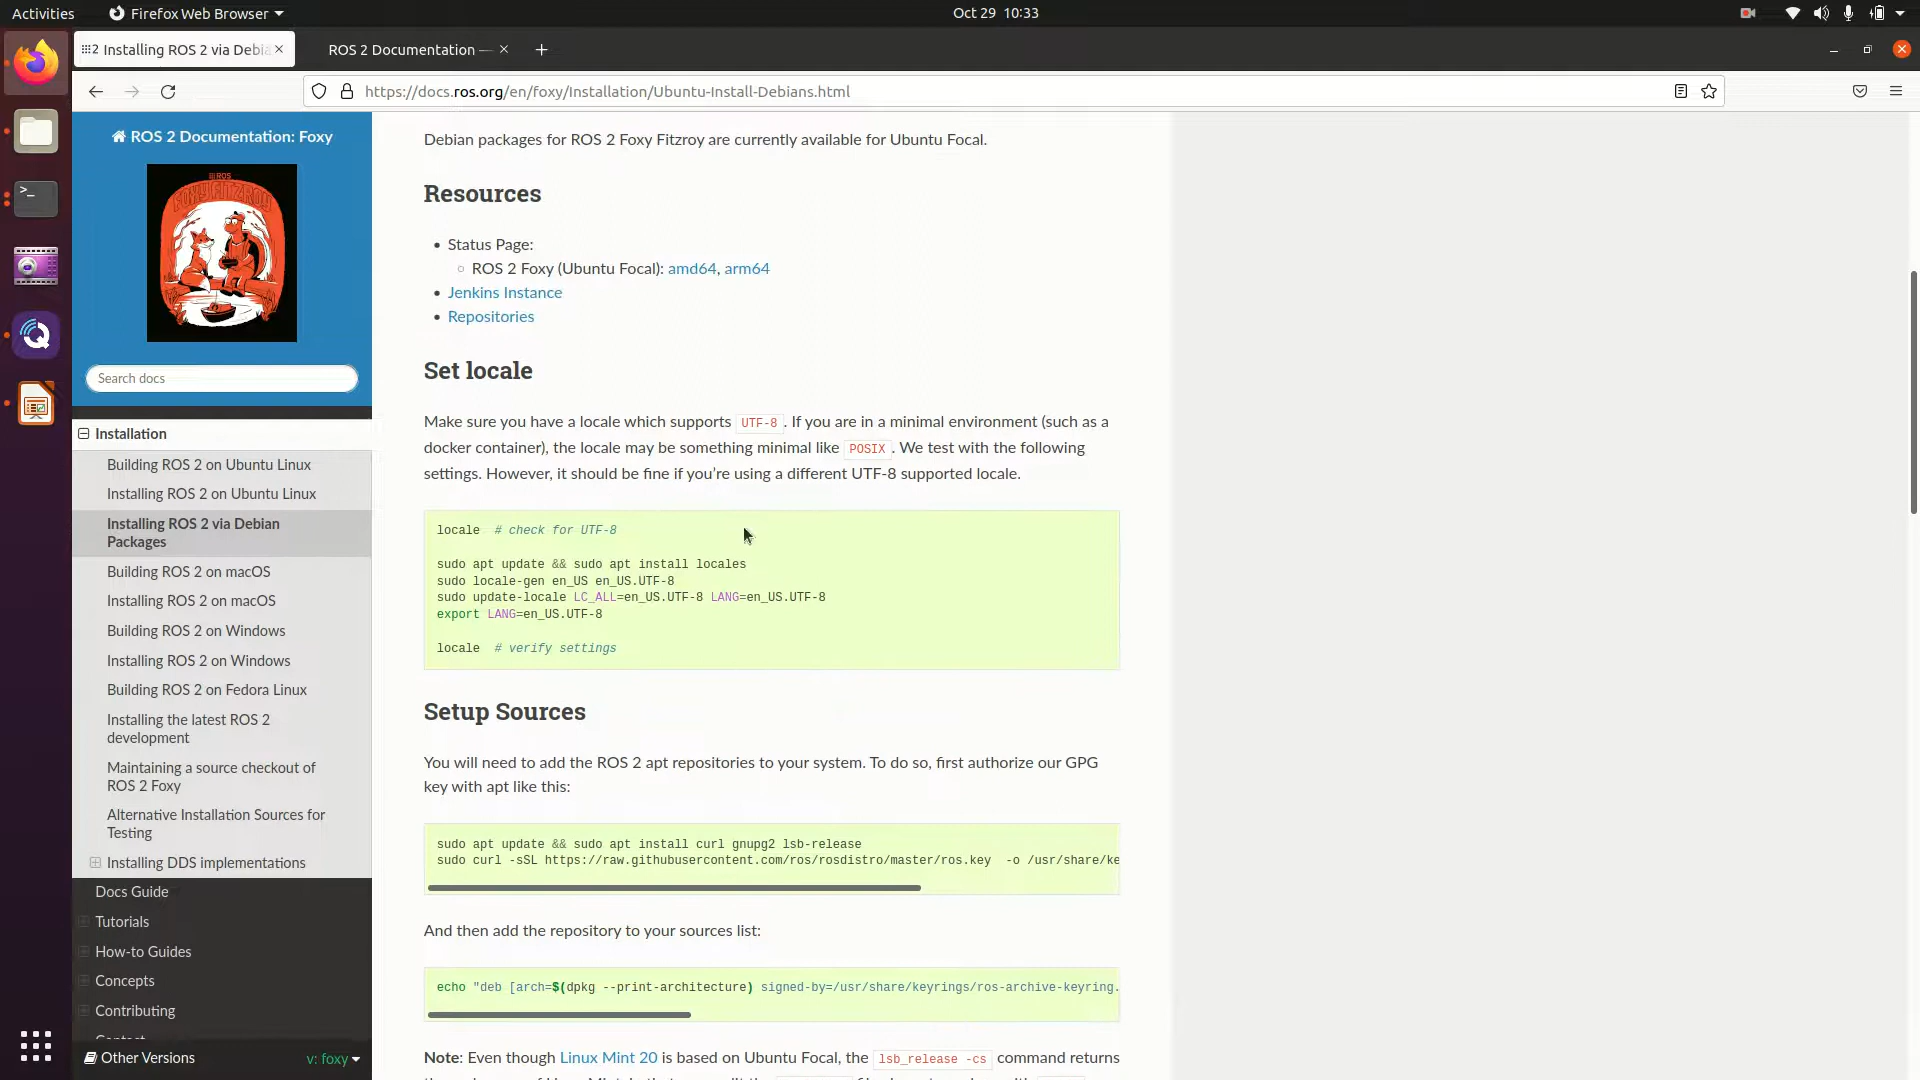 Activities
Firefox Web Browser
Oct 29 10:33
Installing ROS 2 via Debia
ROS 2 Documentation —
https://docs.ros.org/en/foxy/Installation/Ubuntu-Install-Debians.html
ROS 2 Documentation: Foxy
ROS
FOXY FITZROY
Search docs
Installation
Building ROS 2 on Ubuntu Linux
Installing ROS 2 on Ubuntu Linux
Installing ROS 2 via Debian
Packages
Building ROS 2 on macOS
Installing ROS 2 on macOS
Building ROS 2 on Windows
Installing ROS 2 on Windows
Building ROS 2 on Fedora Linux
Installing the latest ROS 2
development
Maintaining a source checkout of
ROS 2 Foxy
Alternative Installation Sources for
Testing
Installing DDS implementations
Docs Guide
Tutorials
How-to Guides
Concepts
Contributing
Other Versions
v: foxy
Debian packages for ROS 2 Foxy Fitzroy are currently available for Ubuntu Focal.
Resources
Status Page:
ROS 2 Foxy (Ubuntu Focal): amd64, arm64
Jenkins Instance
Repositories
Set locale
Make sure you have a locale which supports UTF-8. If you are in a minimal environment (such as a
docker container), the locale may be something minimal like POSIX. We test with the following
settings. However, it should be fine if you’re using a different UTF-8 supported locale.
locale  # check for UTF-8
sudo apt update && sudo apt install locales
sudo locale-gen en_US en_US.UTF-8
sudo update-locale LC_ALL=en_US.UTF-8 LANG=en_US.UTF-8
export LANG=en_US.UTF-8
locale  # verify settings
Setup Sources
You will need to add the ROS 2 apt repositories to your system. To do so, first authorize our GPG
key with apt like this:
sudo apt update && sudo apt install curl gnupg2 lsb-release
sudo curl -sSL https://raw.githubusercontent.com/ros/rosdistro/master/ros.key  -o /usr/share/ke
And then add the repository to your sources list:
echo "deb [arch=$(dpkg --print-architecture) signed-by=/usr/share/keyrings/ros-archive-keyring.
Note: Even though Linux Mint 20 is based on Ubuntu Focal, the lsb_release -cs command returns